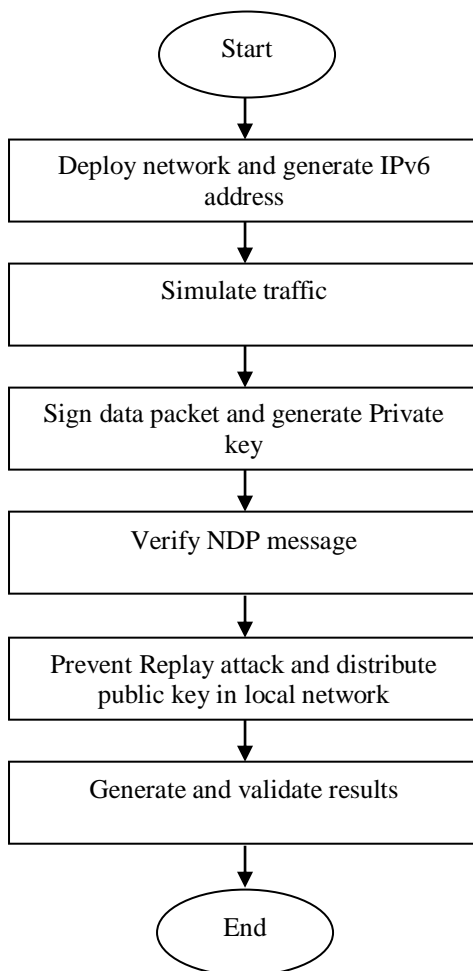 Start
Deploy network and generate IPv6
address
Simulate traffic
Sign data packet and generate Private
key
Verify NDP message
Prevent Replay attack and distribute
public key in local network
Generate and validate results
End